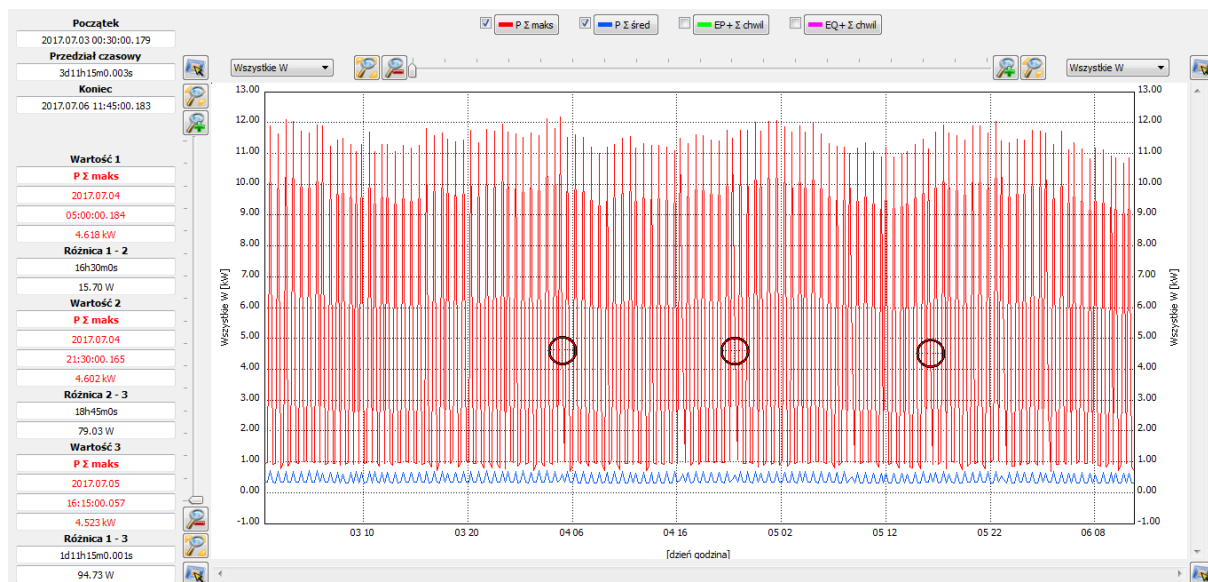 Początek
2017.07.03 00:30:00.179
Przedział czasowy
3d11h15m0.003s
Koniec
2017.07.06 11:45:00.183
Wartość 1
P Σ maks
2017.07.04
05:00:00.184
4.618 kW
Różnica 1 - 2
16h30m0s
15.70 W
Wartość 2
P Σ maks
2017.07.04
21:30:00.165
4.602 kW
Różnica 2 - 3
18h45m0s
79.03 W
Wartość 3
P Σ maks
2017.07.05
16:15:00.057
4.523 kW
Różnica 1 - 3
1d11h15m0.001s
94.73 W
P Σ maks
P Σ śred
EP+ Σ chwil
EQ+ Σ chwil
Wszystkie W
Wszystkie W
Wszystkie W [kW]
13.00
12.00
11.00
10.00
9.00
8.00
7.00
6.00
5.00
4.00
3.00
2.00
1.00
0.00
-1.00
03 10
03 20
04 06
04 16
05 02
05 12
05 22
06 08
[dzień godzina]
13.00
12.00
11.00
10.00
9.00
8.00
7.00
6.00
5.00
4.00
3.00
2.00
1.00
0.00
-1.00
Wszystkie W [kW]